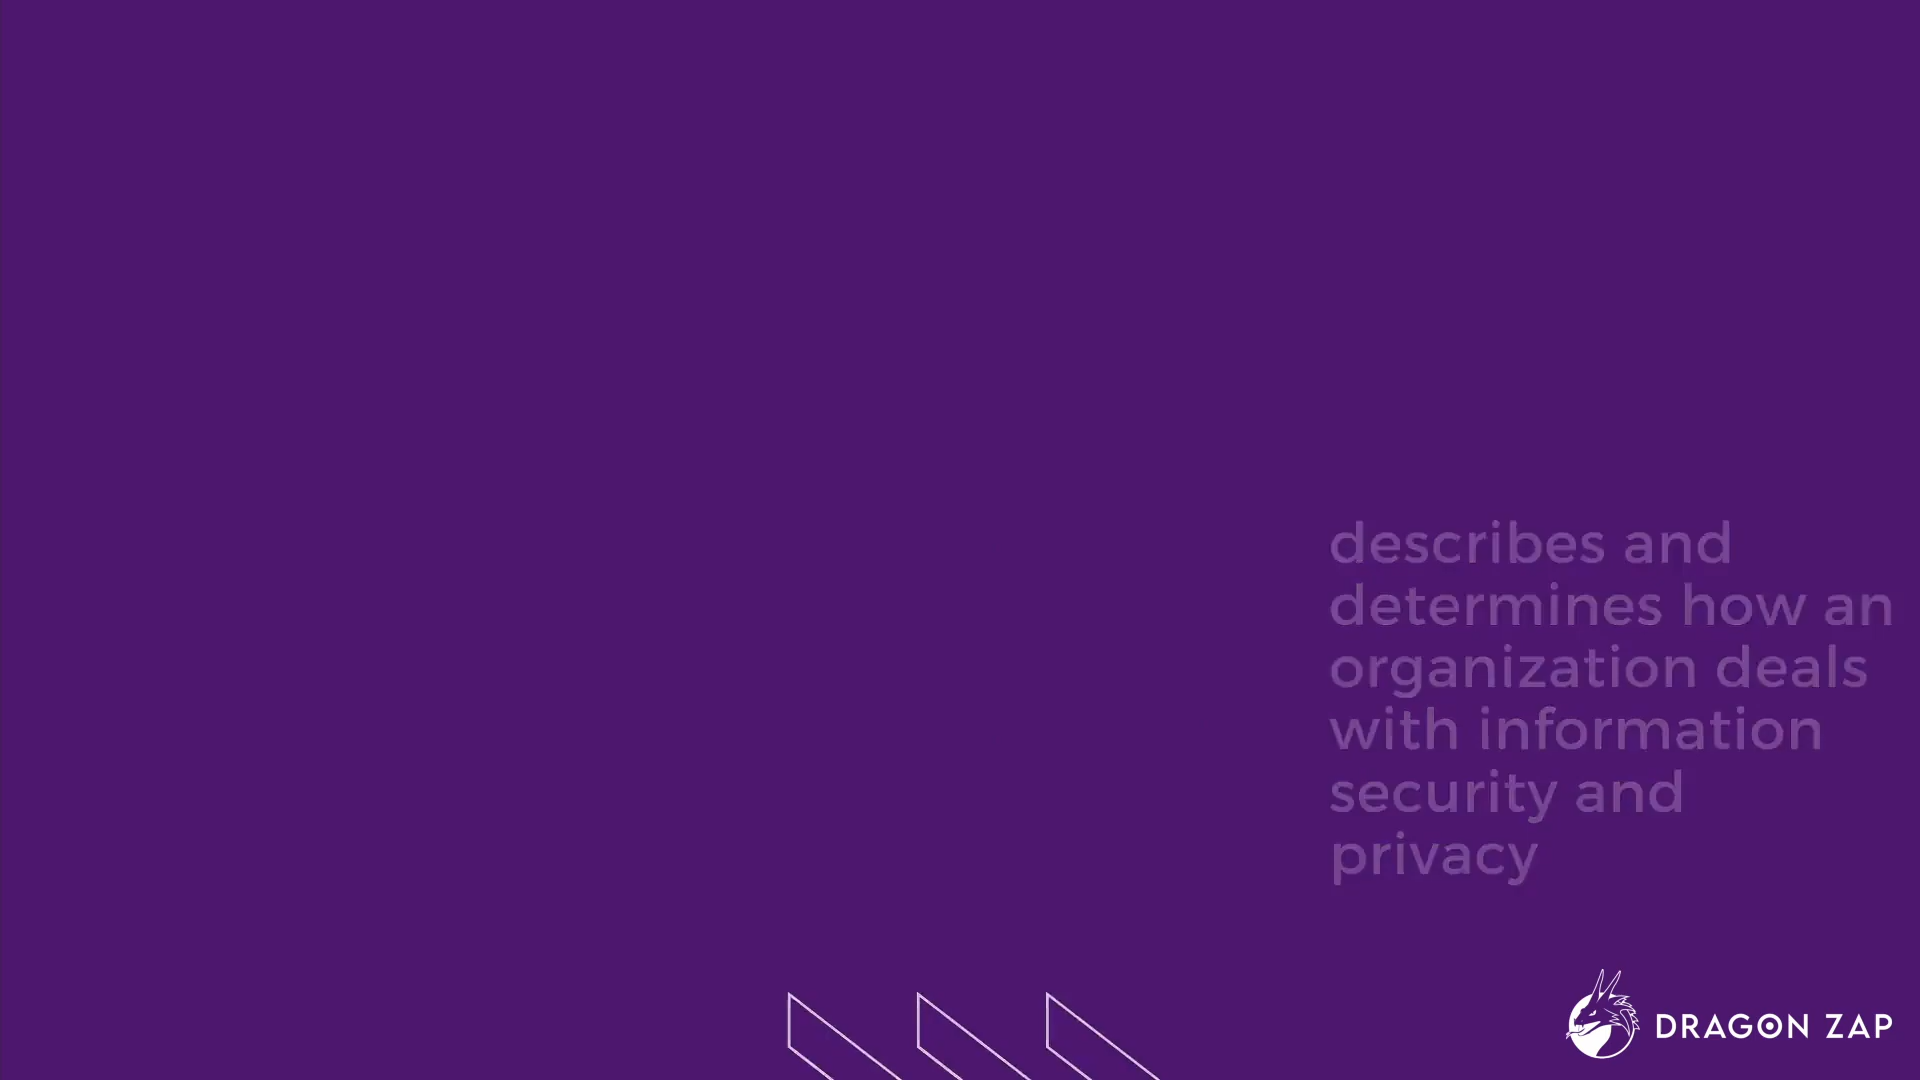 describes and
determines how an
organization deals
with information
security and
privacy
DRAGON ZAP